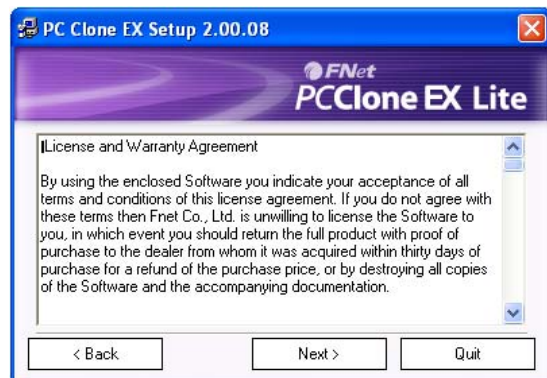 PC Clone EX Setup 2.00.08
FNet
PCClone EX Lite
License and Warranty Agreement
By using the enclosed Software you indicate your acceptance of all
terms and conditions of this license agreement. If you do not agree with
these terms then Fnet Co., Ltd. is unwilling to license the Software to
you, in which event you should return the full product with proof of
purchase to the dealer from whom it was acquired within thirty days of
purchase for a refund of the purchase price, or by destroying all copies
of the Software and the accompanying documentation.
< Back
Next >
Quit